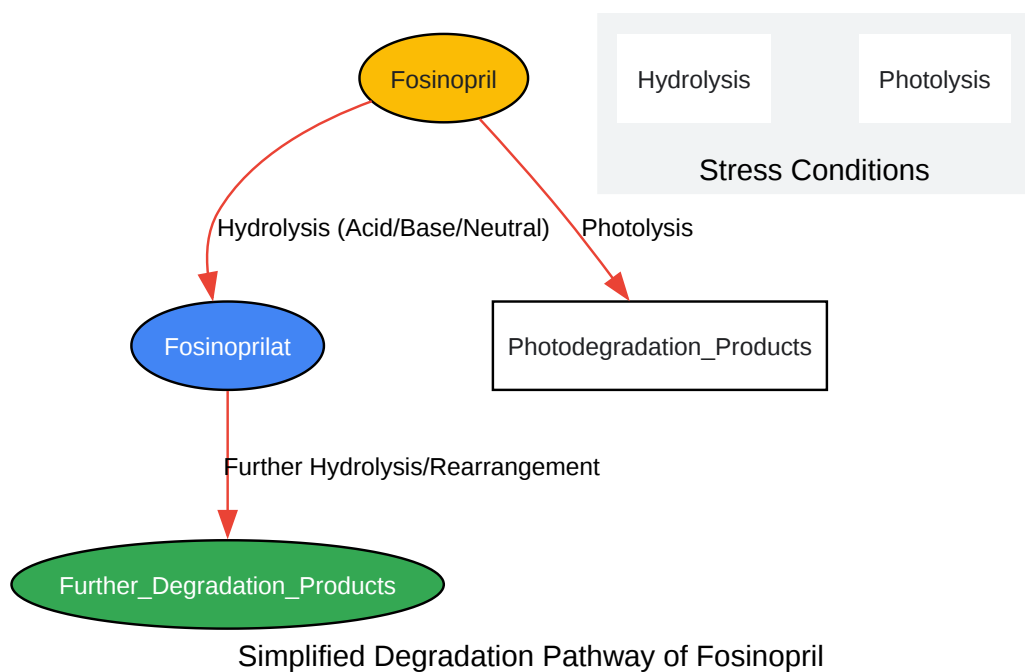 Fosinopril
Hydrolysis
Photolysis
Stress Conditions
Hydrolysis (Acid/Base/Neutral)
Photolysis
Fosinoprilat
Photodegradation_Products
Further Hydrolysis/Rearrangement
Further_Degradation_Products
Simplified Degradation Pathway of Fosinopril